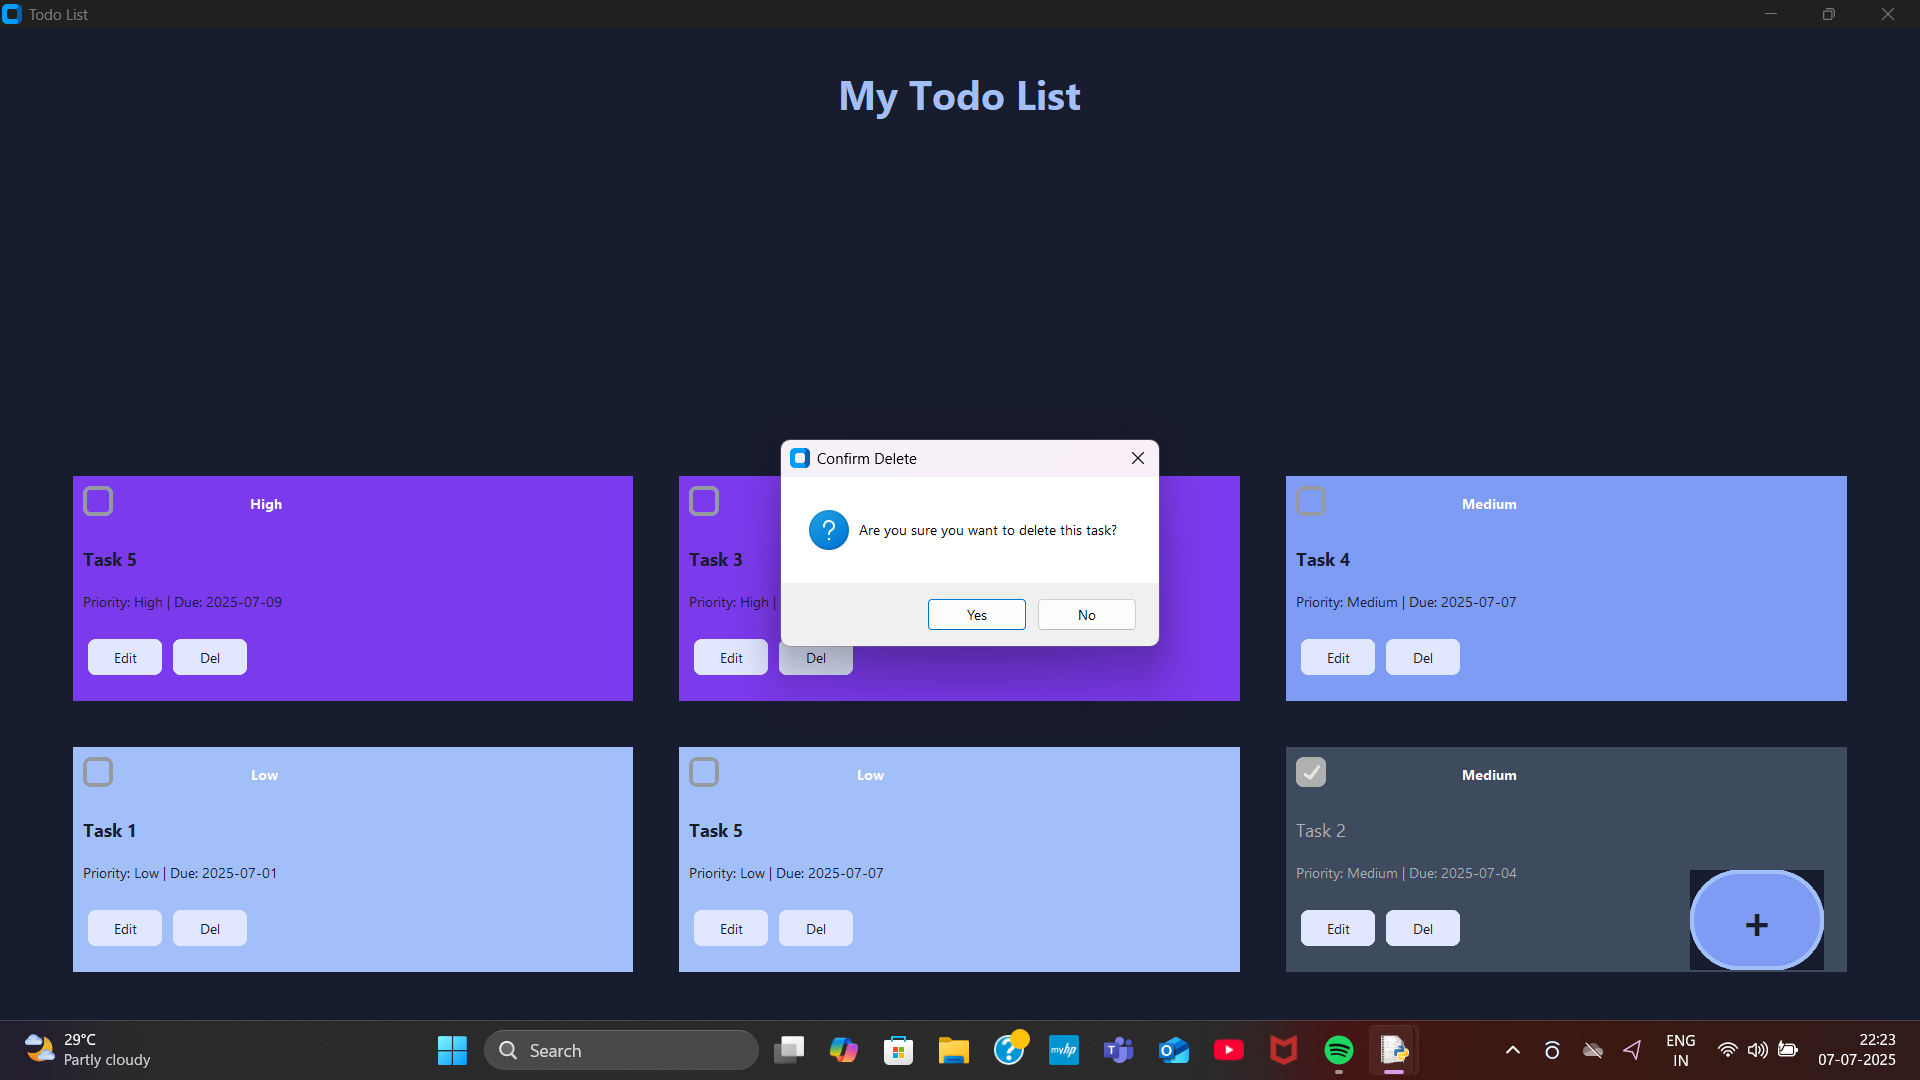 Todo List
My Todo List
Confirm Delete
Are you sure you want to delete this task?
Yes
No
High
Task 5
Priority: High | Due: 2025-07-09
Edit
Del
Task 3
Priority: High |
Edit
Del
Medium
Task 4
Priority: Medium | Due: 2025-07-07
Edit
Del
Low
Task 1
Priority: Low | Due: 2025-07-01
Edit
Del
Low
Task 5
Priority: Low | Due: 2025-07-07
Edit
Del
Medium
Task 2
Priority: Medium | Due: 2025-07-04
Edit
Del
+
29°C
Partly cloudy
Search
myhp
ENG
IN
22:23
07-07-2025